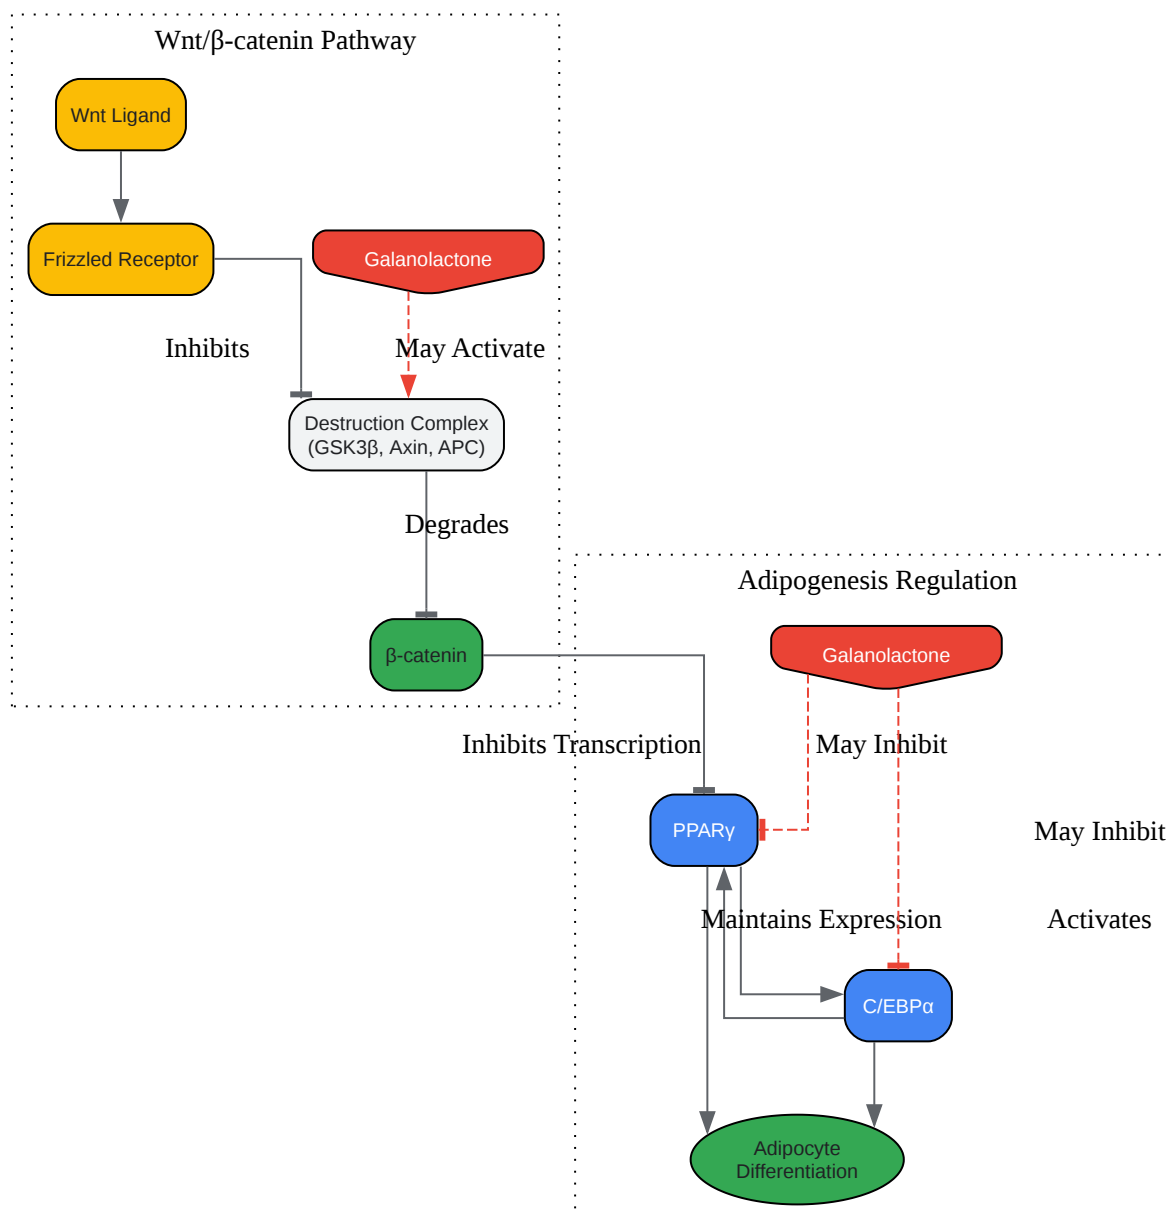 Wnt/β-catenin Pathway
Wnt Ligand
Frizzled Receptor
Galanolactone
Inhibits
May Activate
Destruction Complex
(GSK3β, Axin, APC)
Degrades
β-catenin
Adipogenesis Regulation
Galanolactone
Inhibits Transcription
May Inhibit
PPARγ
May Inhibit
Maintains Expression
Activates
C/EBPα
Adipocyte
Differentiation